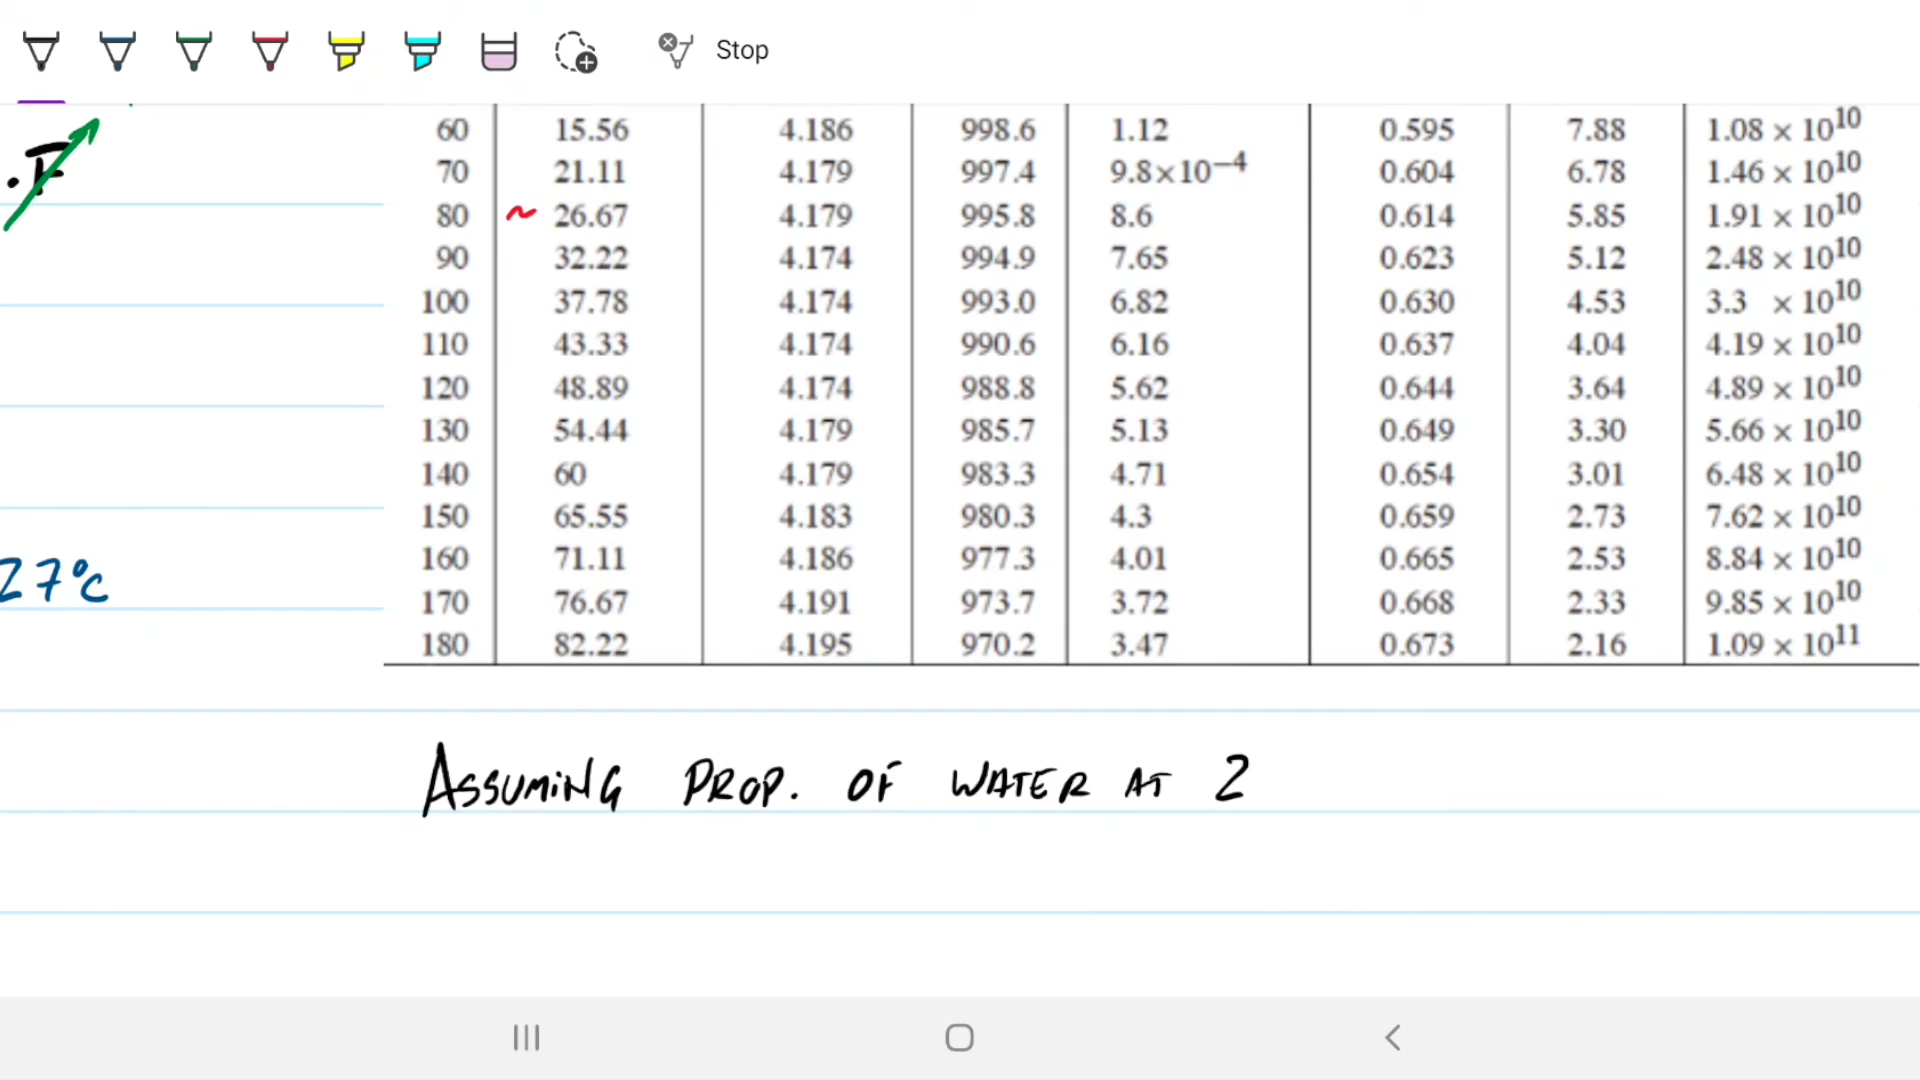 Stop
60 15.56 4.186 998.6 1.12 0.595 7.88 1.08 × 10^10
.F
70 21.11 4.179 997.4 9.8×10^−4 0.604 6.78 1.46 × 10^10
80 ~ 26.67 4.179 995.8 8.6 0.614 5.85 1.91 × 10^10
90 32.22 4.174 994.9 7.65 0.623 5.12 2.48 × 10^10
100 37.78 4.174 993.0 6.82 0.630 4.53 3.3 × 10^10
110 43.33 4.174 990.6 6.16 0.637 4.04 4.19 × 10^10
120 48.89 4.174 988.8 5.62 0.644 3.64 4.89 × 10^10
130 54.44 4.179 985.7 5.13 0.649 3.30 5.66 × 10^10
140 60 4.179 983.3 4.71 0.654 3.01 6.48 × 10^10
150 65.55 4.183 980.3 4.3 0.659 2.73 7.62 × 10^10
160 71.11 4.186 977.3 4.01 0.665 2.53 8.84 × 10^10
27°C
170 76.67 4.191 973.7 3.72 0.668 2.33 9.85 × 10^10
180 82.22 4.195 970.2 3.47 0.673 2.16 1.09 × 10^11
ASSUMING PROP. OF WATER AT 2